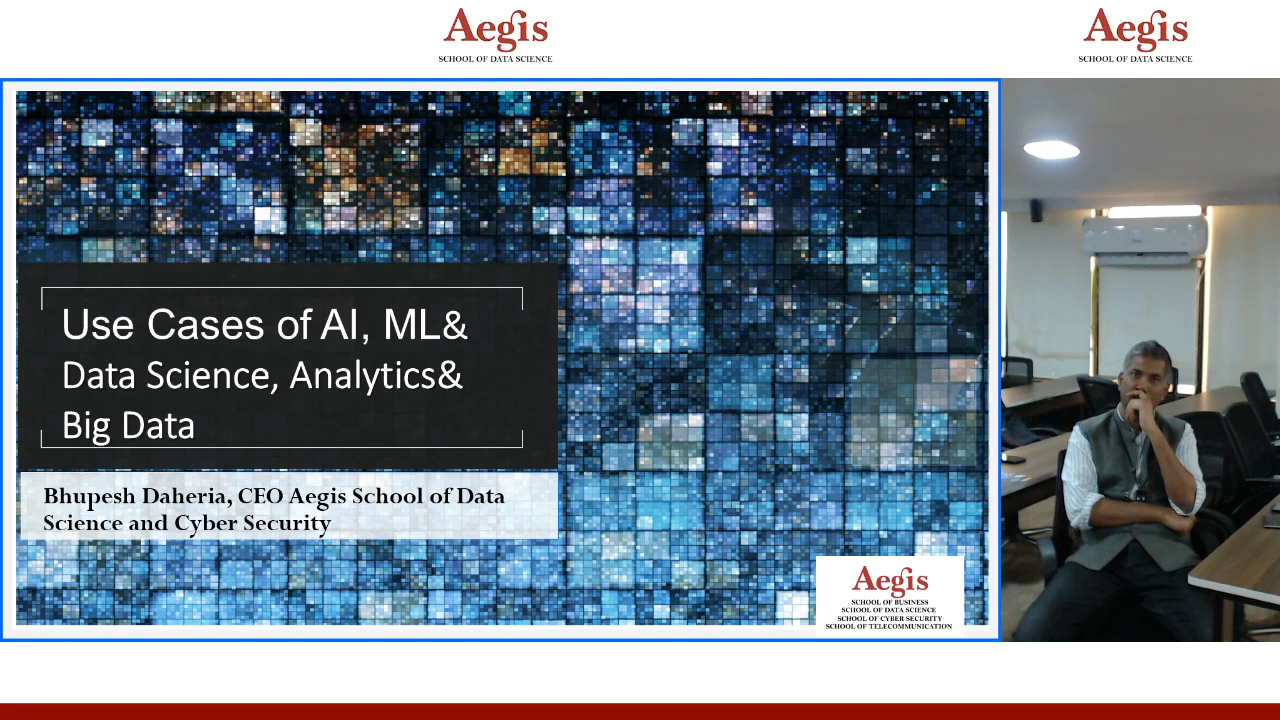 Aegis
SCHOOL OF DATA SCIENCE
Aegis
SCHOOL OF DATA SCIENCE
Use Cases of AI, ML&
Data Science, Analytics&
Big Data
Bhupesh Daheria, CEO Aegis School of Data
Science and Cyber Security
Aegis
SCHOOL OF BUSINESS
SCHOOL OF DATA SCIENCE
SCHOOL OF CYBER SECURITY
SCHOOL OF TELECOMMUNICATION